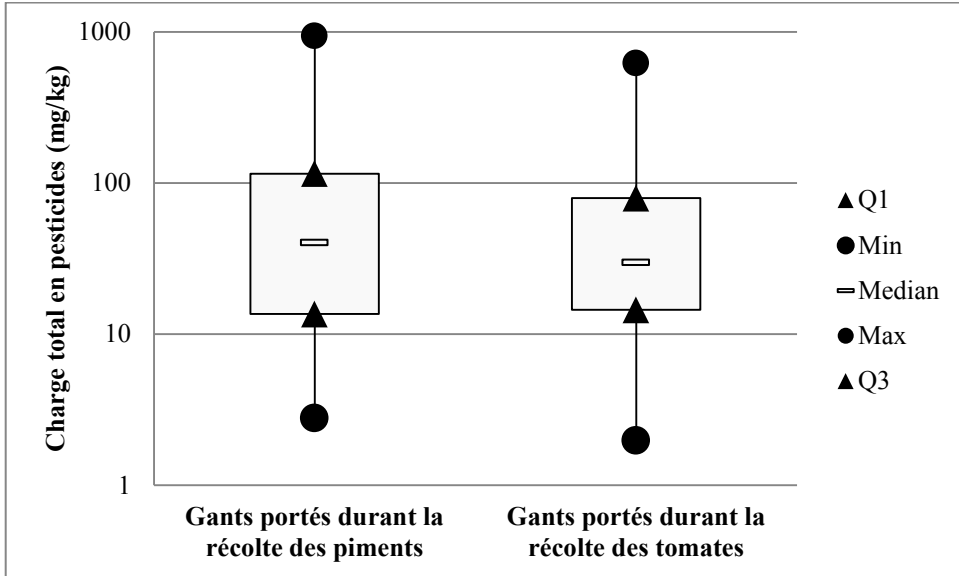 Charge total en pesticides (mg/kg)
1000
100
10
1
Gants portés durant la
récolte des piments
Gants portés durant la
récolte des tomates
Q1
Min
Median
Max
Q3